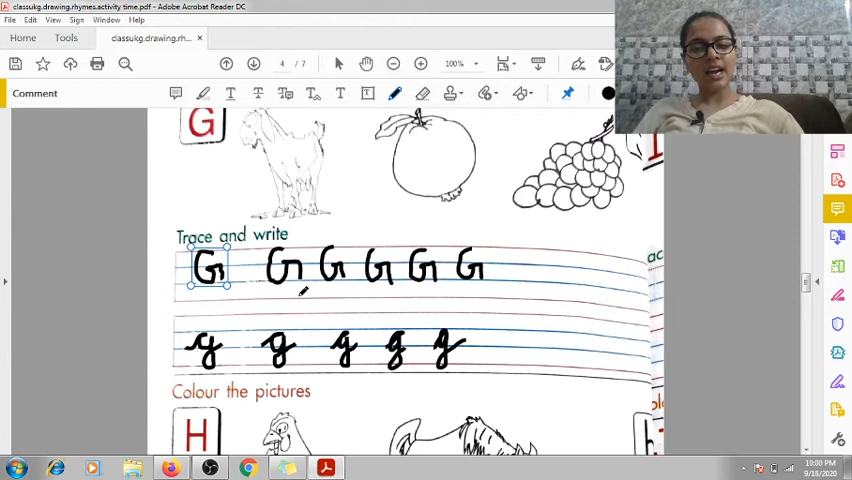 classukg.drawing.rhymes.activity time.pdf - Adobe Acrobat Reader DC
File Edit View Sign Window Help
Home Tools classukg.drawing.rh... ×
4 / 7 100%
Comment
G
Trace and write
G G G G G G
g g g g g
Colour the pictures
H
10:00 PM
9/18/2020